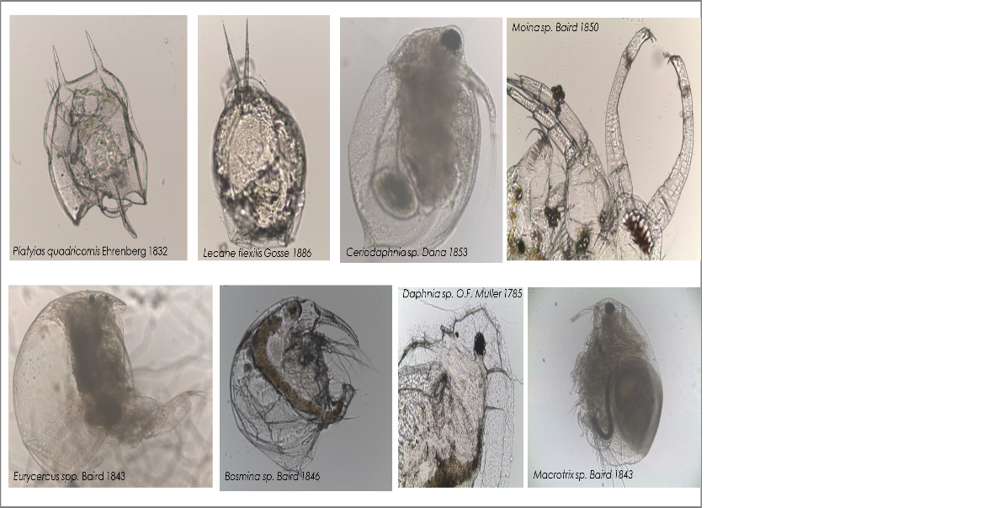 Moina sp. Baird 1850
Platyias quadricornis Ehrenberg 1832
Lecane flexilis Gosse 1886
Ceriodaphnia sp. Dana 1853
Daphnia sp. O.F. Muller 1785
Eurycercus spp. Baird 1843
Bosmina sp. Baird 1846
Macrotrix sp. Baird 1843